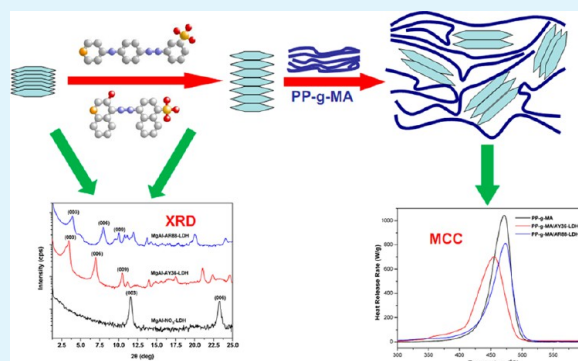 PP-g-MA
XRD
(003)
(006)
(009)
MgAl-AR88-LDH
(003)
(006)
(009)
MgAl-AY36-LDH
(003)
(006)
MgAl-NO3-LDH
Intensity (cps)
2.5 5.0 7.5 10.0 12.5 15.0 17.5 20.0 22.5 25.0
2θ (deg)
MCC
PP-g-MA
PP-g-MA/AY36-LDH
PP-g-MA/AR88-LDH
Heat Release Rate (W/g)
1000
800
600
400
200
0
300 350 400 450 500 550